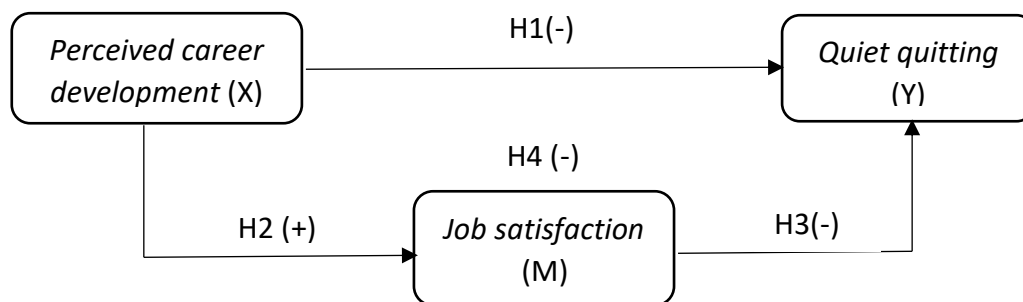 H1(-)
Perceived career
development (X)
Quiet quitting
(Y)
H4 (-)
H2 (+)
Job satisfaction
(M)
H3(-)